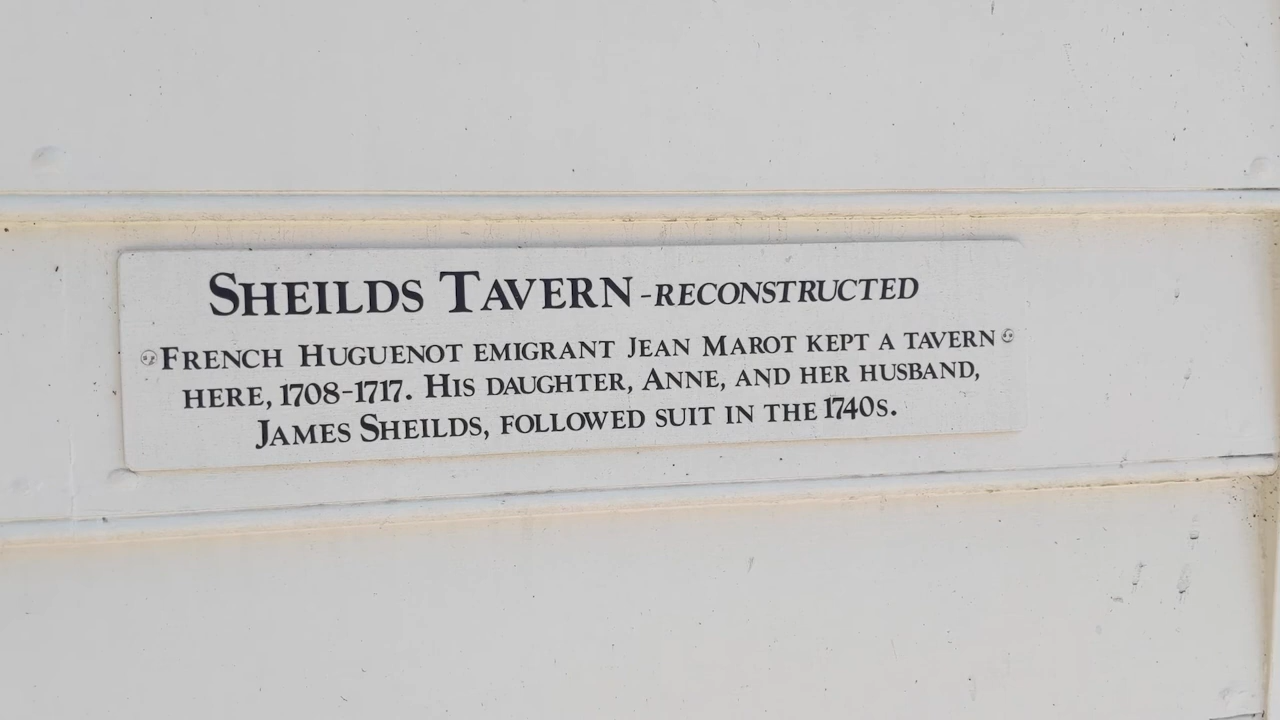 SHEILDS TAVERN -RECONSTRUCTED
FRENCH HUGUENOT EMIGRANT JEAN MAROT KEPT A TAVERN
HERE, 1708-1717. HIS DAUGHTER, ANNE, AND HER HUSBAND,
JAMES SHEILDS, FOLLOWED SUIT IN THE 1740S.